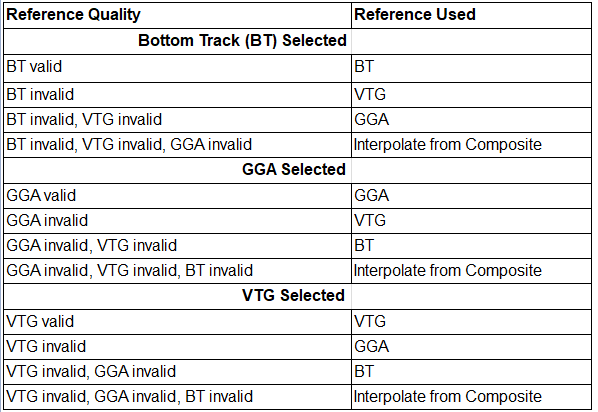 Reference Quality Reference Used
Bottom Track (BT) Selected
BT valid BT
BT invalid VTG
BT invalid, VTG invalid GGA
BT invalid, VTG invalid, GGA invalid Interpolate from Composite
GGA Selected
GGA valid GGA
GGA invalid VTG
GGA invalid, VTG invalid BT
GGA invalid, VTG invalid, BT invalid Interpolate from Composite
VTG Selected
VTG valid VTG
VTG invalid GGA
VTG invalid, GGA invalid BT
VTG invalid, GGA invalid, BT invalid Interpolate from Composite